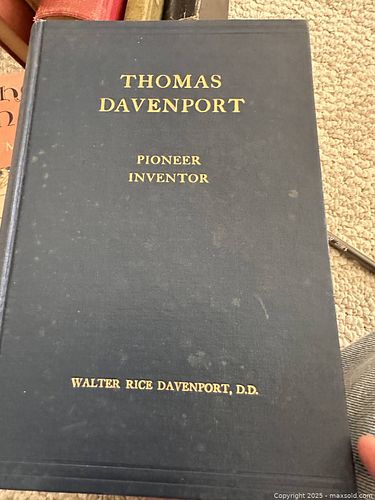 THOMAS
DAVENPORT
PIONEER
INVENTOR
WALTER RICE DAVENPORT, D.D.
Copyright © 2025 - maxsold.com